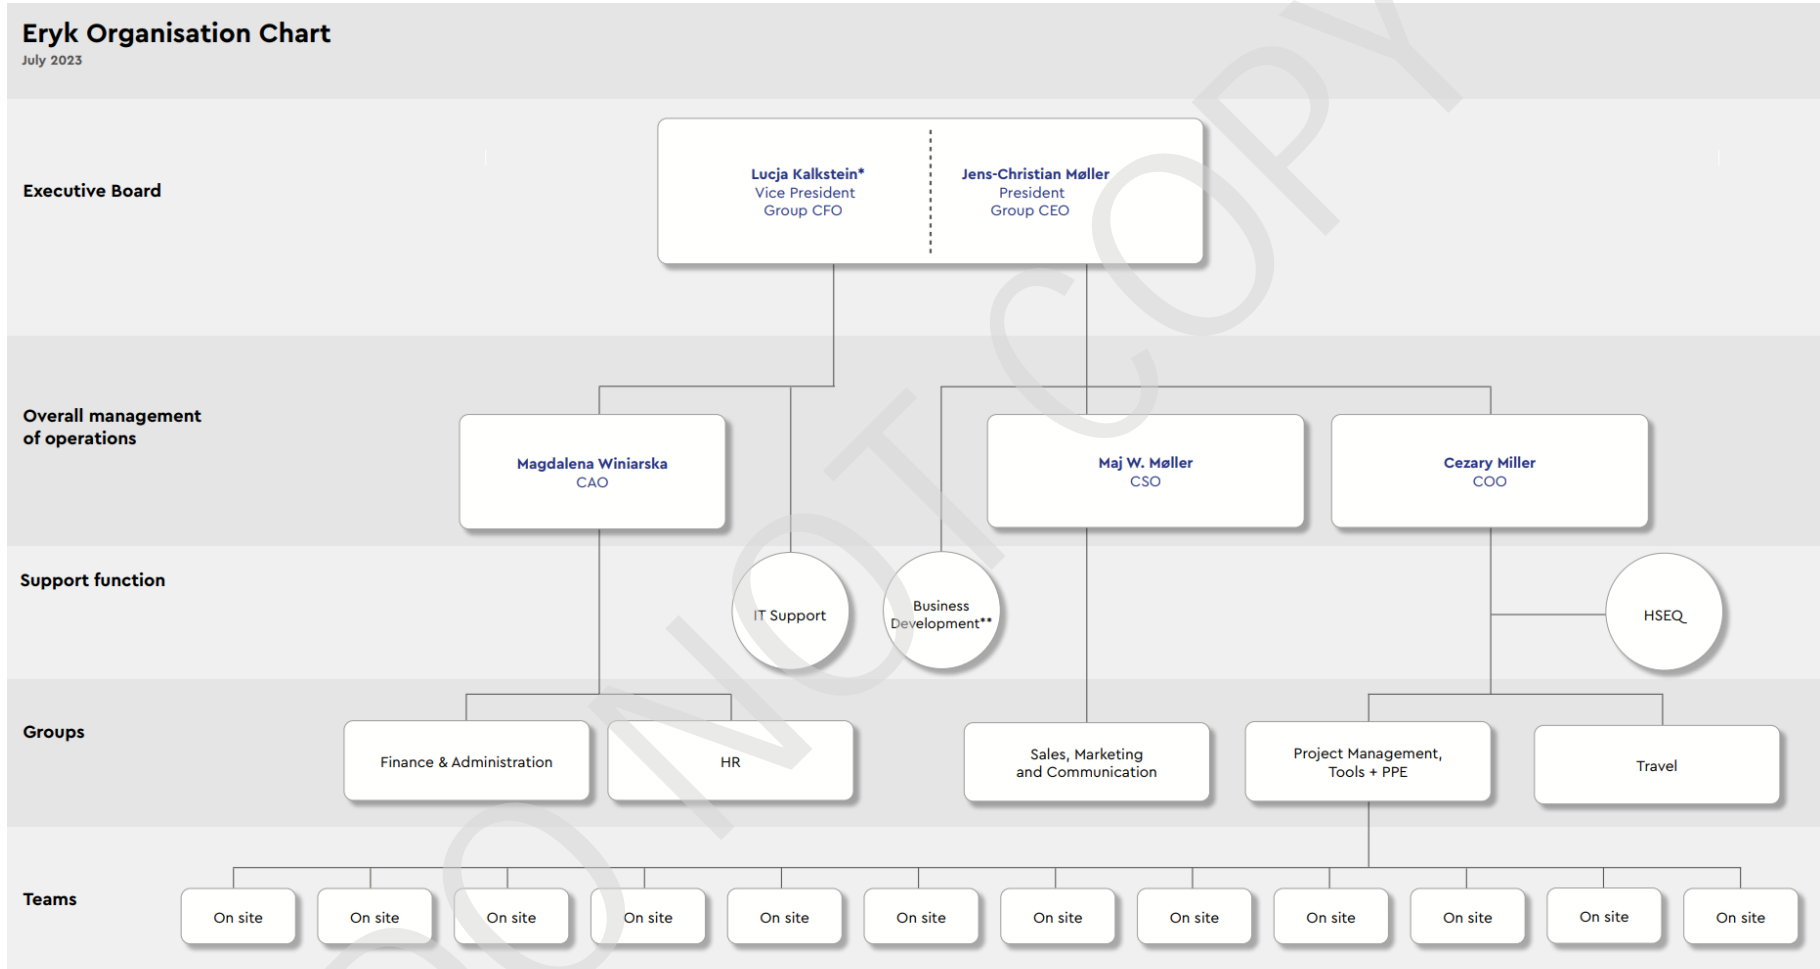 Eryk Organisation Chart
July 2023
Executive Board
Lucja Kalkstein*
Vice President
Group CFO
Jens-Christian Møller
President
Group CEO
Overall management
of operations
Magdalena Winiarska
CAO
Maj W. Møller
CSO
Cezary Miller
COO
Support function
IT Support
Business
Development**
HSEQ
Groups
Finance & Administration
HR
Sales, Marketing
and Communication
Project Management,
Tools + PPE
Travel
Teams
On site
On site
On site
On site
On site
On site
On site
On site
On site
On site
On site
On site
DO NOT COPY